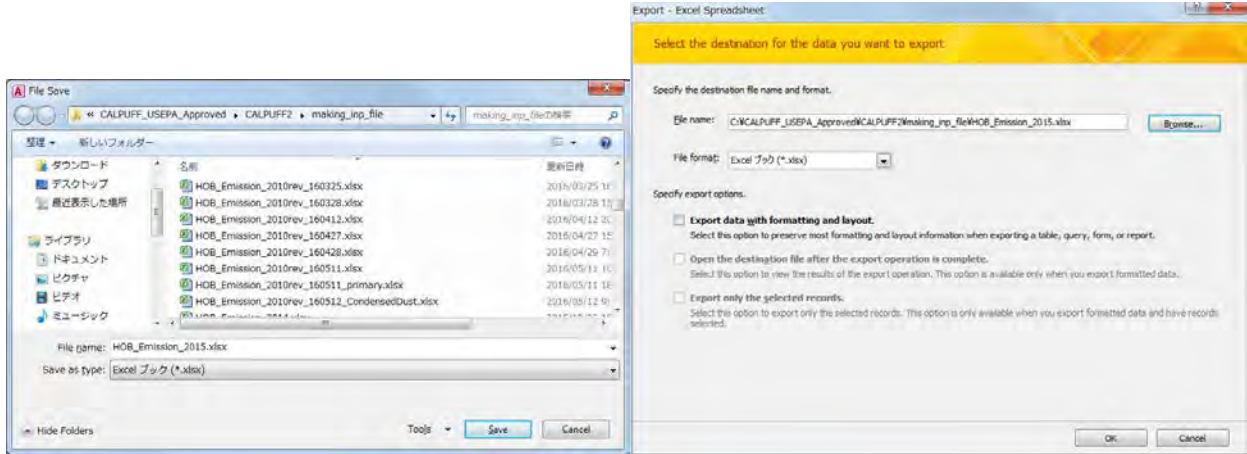 File Save
« CALPUFF_USEPA_Approved ▸ CALPUFF2 ▸ making_inp_file
making_inp_fileの検索
整理 新しいフォルダー
ダウンロード
デスクトップ
最近表示した場所
ライブラリ
ドキュメント
ピクチャ
ビデオ
ミュージック
名前 更新日時
HOB_Emission_2010rev_160325.xlsx 2016/03/25
HOB_Emission_2010rev_160328.xlsx 2016/03/28
HOB_Emission_2010rev_160412.xlsx 2016/04/12
HOB_Emission_2010rev_160427.xlsx 2016/04/27
HOB_Emission_2010rev_160428.xlsx 2016/04/29
HOB_Emission_2010rev_160511.xlsx 2016/05/11
HOB_Emission_2010rev_160511_primary.xlsx 2016/05/11
HOB_Emission_2010rev_160512_CondensedDust.xlsx 2016/05/12
File name: HOB_Emission_2015.xlsx
Save as type: Excel ブック (*.xlsx)
Hide Folders Tools Save Cancel
Export - Excel Spreadsheet
Select the destination for the data you want to export
Specify the destination file name and format.
File name: C:¥CALPUFF_USEPA_Approved¥CALPUFF2¥making_inp_file¥HOB_Emission_2015.xlsx Browse...
File format: Excel ブック (*.xlsx)
Specify export options.
Export data with formatting and layout.
Select this option to preserve most formatting and layout information when exporting a table, query, form, or report.
Open the destination file after the export operation is complete.
Select this option to view the results of the export operation. This option is available only when you export formatted data.
Export only the selected records.
Select this option to export only the selected records. This option is only available when you export formatted data and have records
selected.
OK Cancel